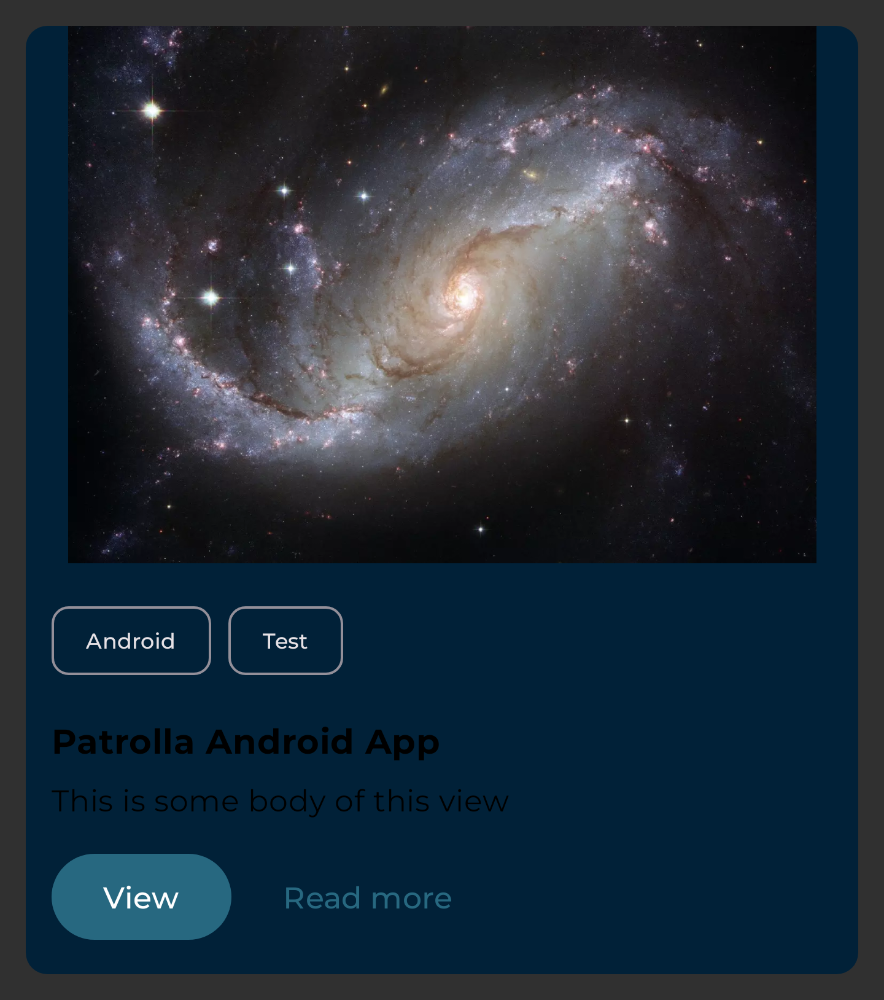 Android
Test
Patrolla Android App
This is some body of this view
View
Read more